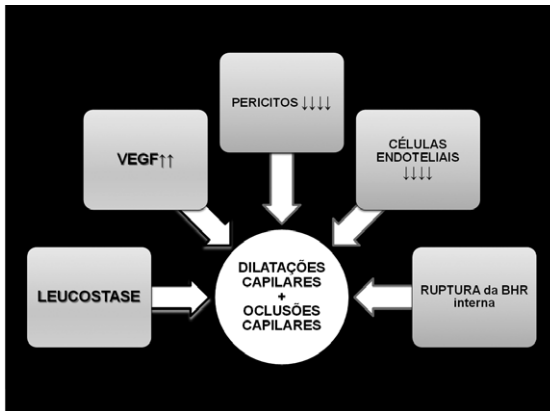 PERICITOS ↓↓↓↓
VEGF↑↑
CÉLULAS
ENDOTELIAIS
↓↓↓↓
LEUCOSTASE
DILATAÇÕES
CAPILARES
+
OCLUSÕES
CAPILARES
RUPTURA da BHR
interna